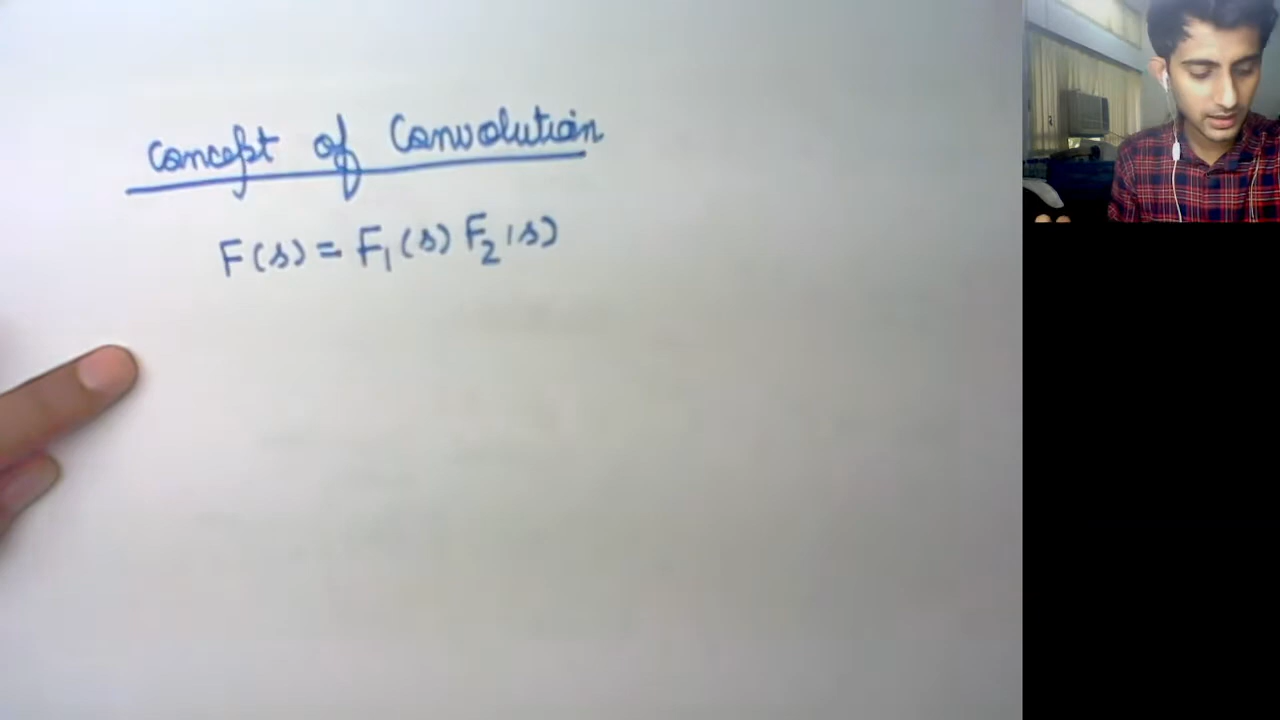 Concept of Convolution
F(s) = F₁(s) F₂(s)